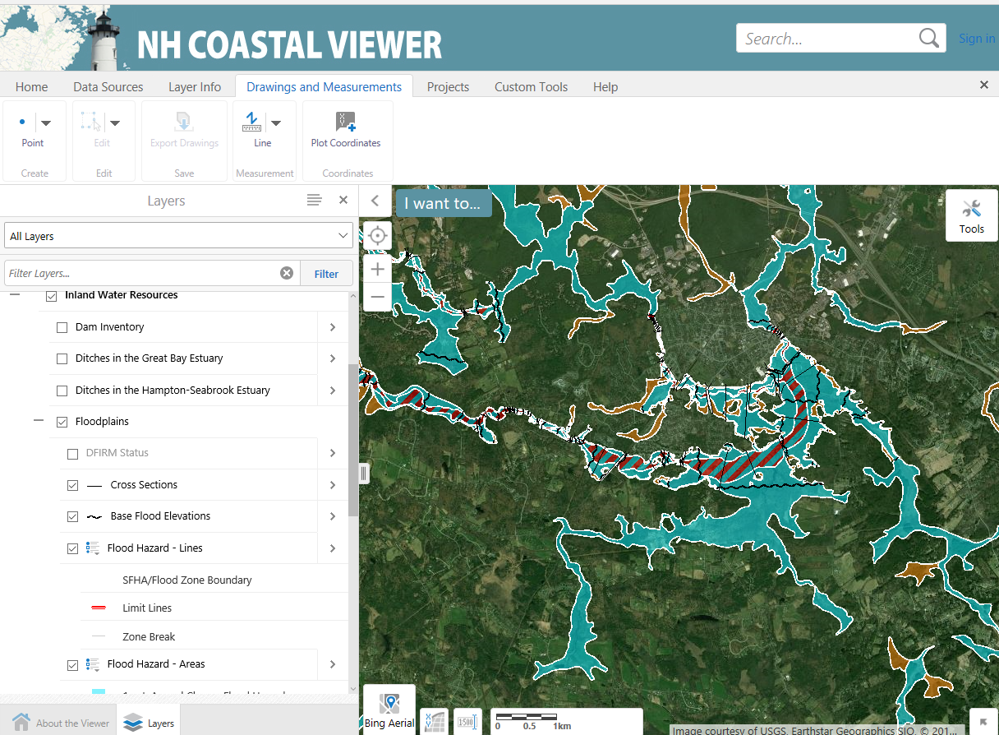 NH COASTAL VIEWER
Search...
Sign in
Home
Data Sources
Layer Info
Drawings and Measurements
Projects
Custom Tools
Help
Point
Edit
Export Drawings
Line
Plot Coordinates
Create
Edit
Save
Measurement
Coordinates
Layers
I want to...
Tools
All Layers
Filter Layers...
Filter
Inland Water Resources
Dam Inventory
Ditches in the Great Bay Estuary
Ditches in the Hampton-Seabrook Estuary
Floodplains
DFIRM Status
Cross Sections
Base Flood Elevations
Flood Hazard - Lines
SFHA/Flood Zone Boundary
Limit Lines
Zone Break
Flood Hazard - Areas
About the Viewer
Layers
Bing Aerial
1:500
0 0.5 1km
Image courtesy of USGS, Earthstar Geographics SIO, © 201...